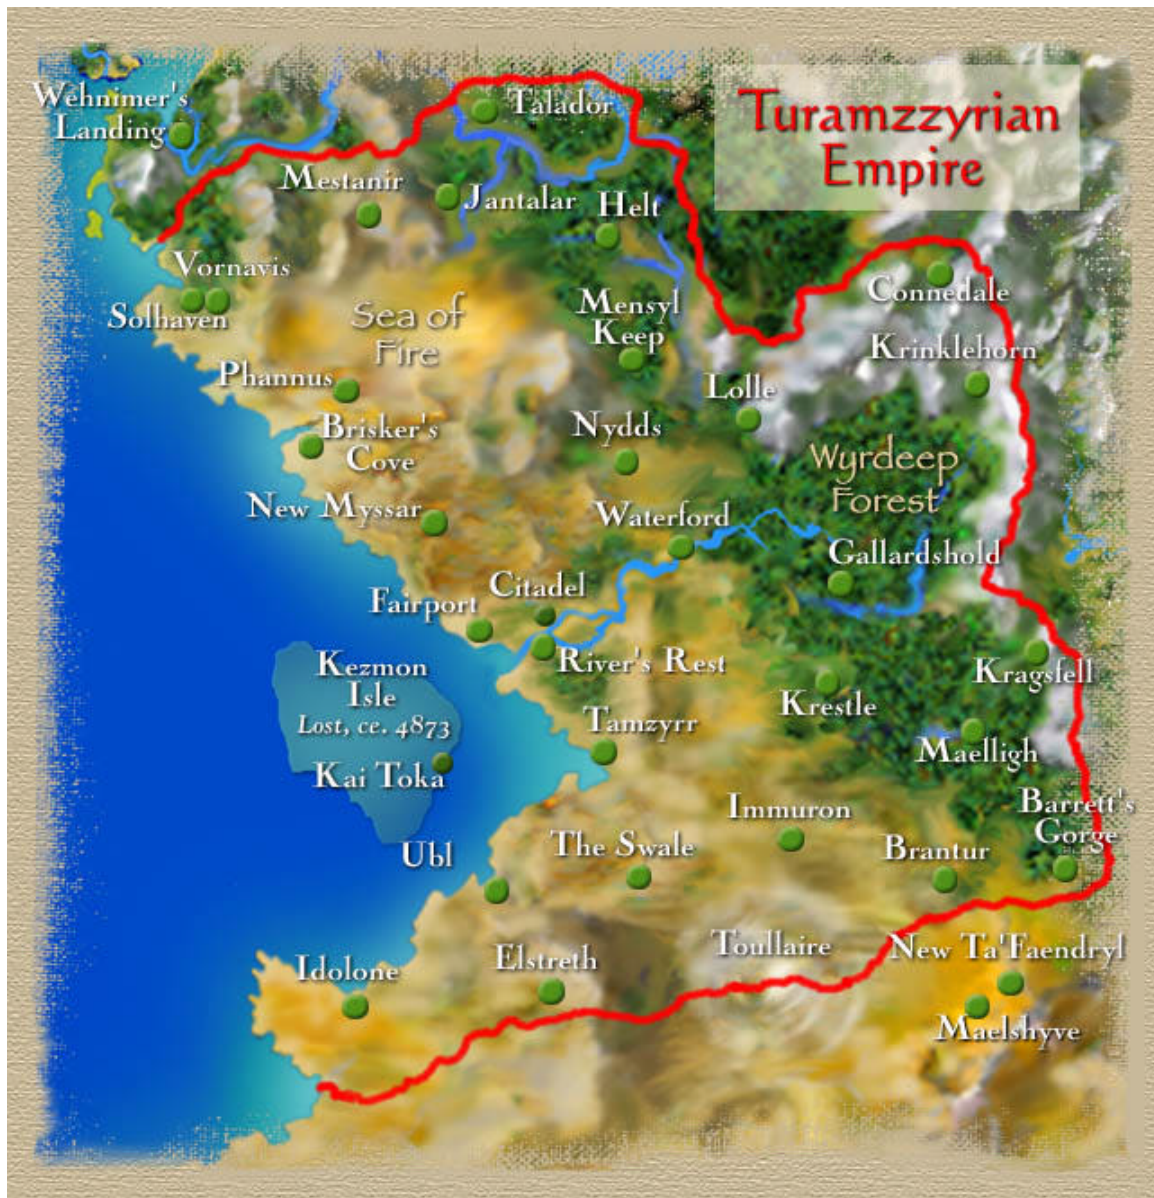 Wehnimer's
Landing
Talador
Turamzzyrian
Empire
Mestanir
Jantalar
Helt
Vornavis
Solhaven
Sea of
Fire
Mensyl
Keep
Connedale
Krinklehorn
Phannus
Lolle
Brisker's
Cove
Nydds
Wyrdeep
Forest
New Myssar
Waterford
Gallardshold
Citadel
Fairport
River's Rest
Kezmon
Isle
Lost, ce. 4873
Kai Toka
Kragsfell
Krestle
Tamzyrr
Maelligh
Immuron
Barrett's
Gorge
The Swale
Ubl
Brantur
Toullaire
New Ta'Faendryl
Elstreth
Idolone
Maelshyve